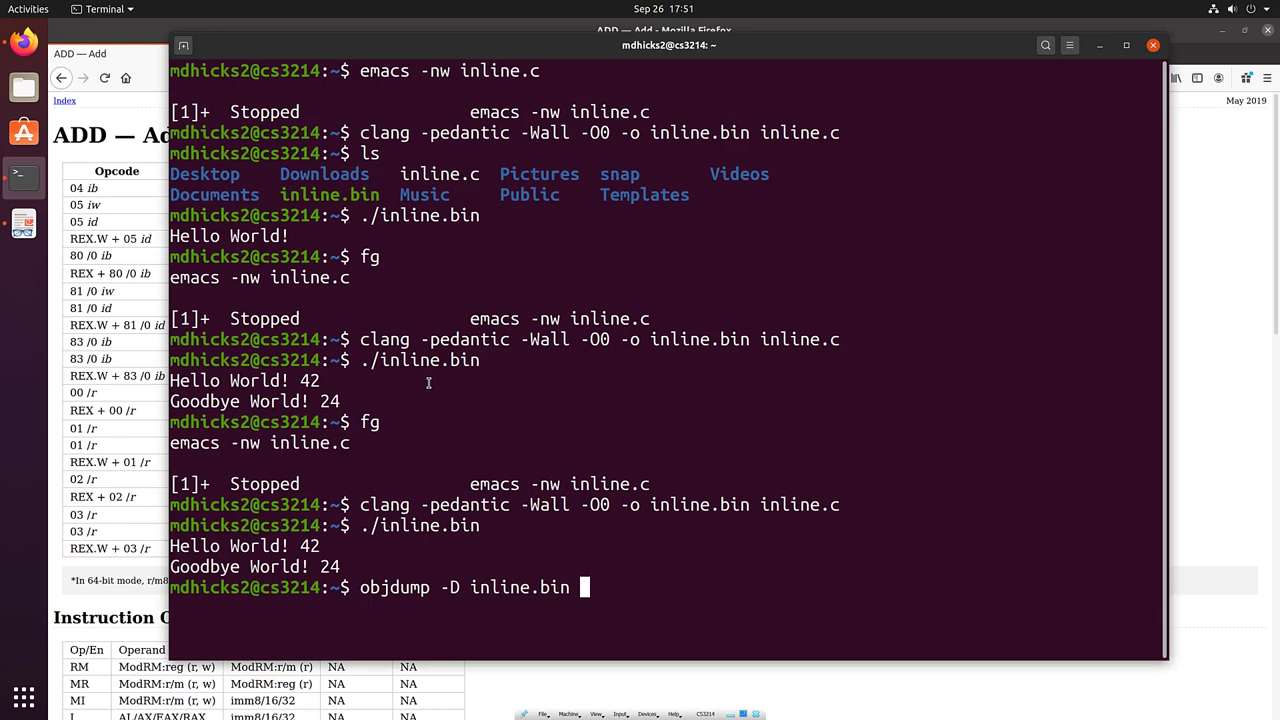 Activities
Terminal
Sep 26 17:51
ADD — Add - Mozilla Firefox
ADD — Add
mdhicks2@cs3214: ~
Index
May 2019
ADD — Ad
Opcode
04 ib
05 iw
05 id
REX.W + 05 id
80 /0 ib
REX + 80 /0 ib
81 /0 iw
81 /0 id
REX.W + 81 /0 id
83 /0 ib
83 /0 ib
REX.W + 83 /0 ib
00 /r
REX + 00 /r
01 /r
01 /r
REX.W + 01 /r
02 /r
REX + 02 /r
03 /r
03 /r
REX.W + 03 /r
*In 64-bit mode, r/m8
Instruction O
mdhicks2@cs3214:~$ emacs -nw inline.c
[1]+  Stopped                 emacs -nw inline.c
mdhicks2@cs3214:~$ clang -pedantic -Wall -O0 -o inline.bin inline.c
mdhicks2@cs3214:~$ ls
Desktop    Downloads   inline.c  Pictures  snap       Videos
Documents  inline.bin  Music     Public    Templates
mdhicks2@cs3214:~$ ./inline.bin
Hello World!
mdhicks2@cs3214:~$ fg
emacs -nw inline.c
[1]+  Stopped                 emacs -nw inline.c
mdhicks2@cs3214:~$ clang -pedantic -Wall -O0 -o inline.bin inline.c
mdhicks2@cs3214:~$ ./inline.bin
Hello World! 42
Goodbye World! 24
mdhicks2@cs3214:~$ fg
emacs -nw inline.c
[1]+  Stopped                 emacs -nw inline.c
mdhicks2@cs3214:~$ clang -pedantic -Wall -O0 -o inline.bin inline.c
mdhicks2@cs3214:~$ ./inline.bin
Hello World! 42
Goodbye World! 24
mdhicks2@cs3214:~$ objdump -D inline.bin
Op/En Operand
RM ModRM:reg (r, w) ModRM:r/m (r) NA NA
MR ModRM:r/m (r, w) ModRM:reg (r) NA NA
MI ModRM:r/m (r, w) imm8/16/32 NA NA
I AL/AX/EAX/RAX imm8/16/32 NA NA
File Machine View Input Devices Help CS3214